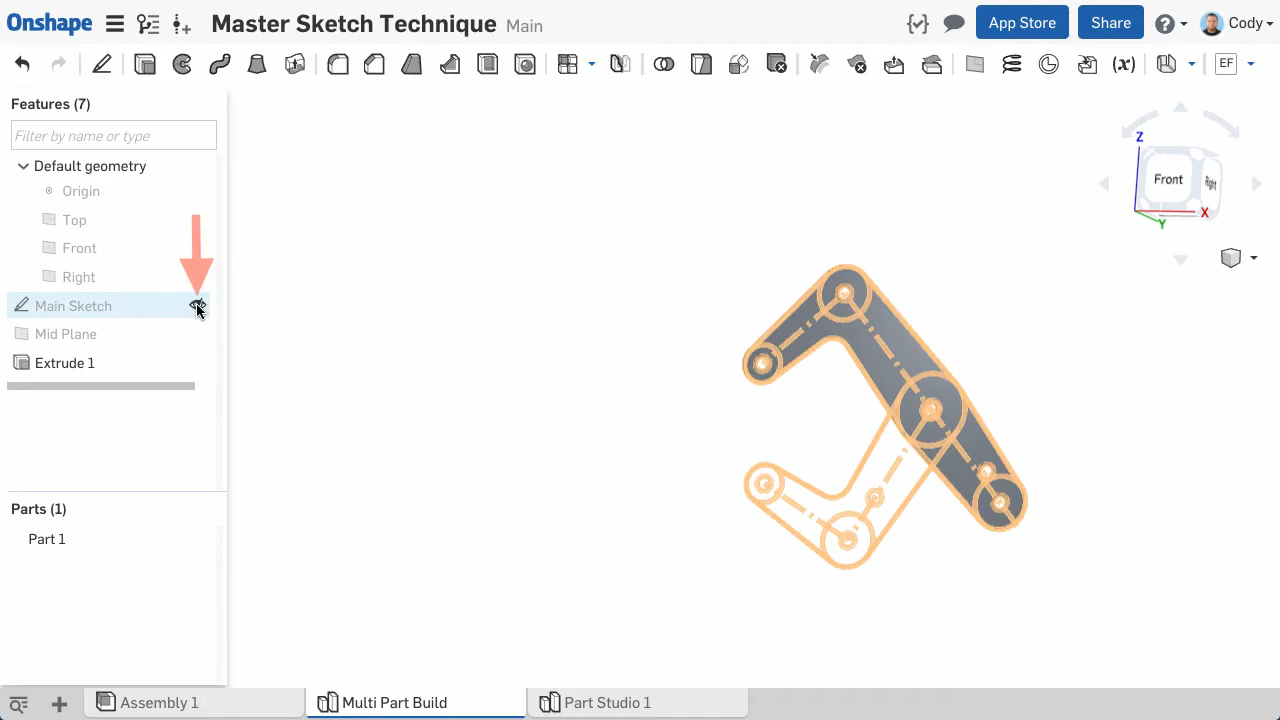 Onshape Master Sketch Technique Main App Store Share Cody
(x) EF
Features (7)
Filter by name or type
Default geometry
Origin
Top
Front
Right
Main Sketch
Mid Plane
Extrude 1
Parts (1)
Part 1
Z
Front Right
X
Y
Assembly 1 Multi Part Build Part Studio 1